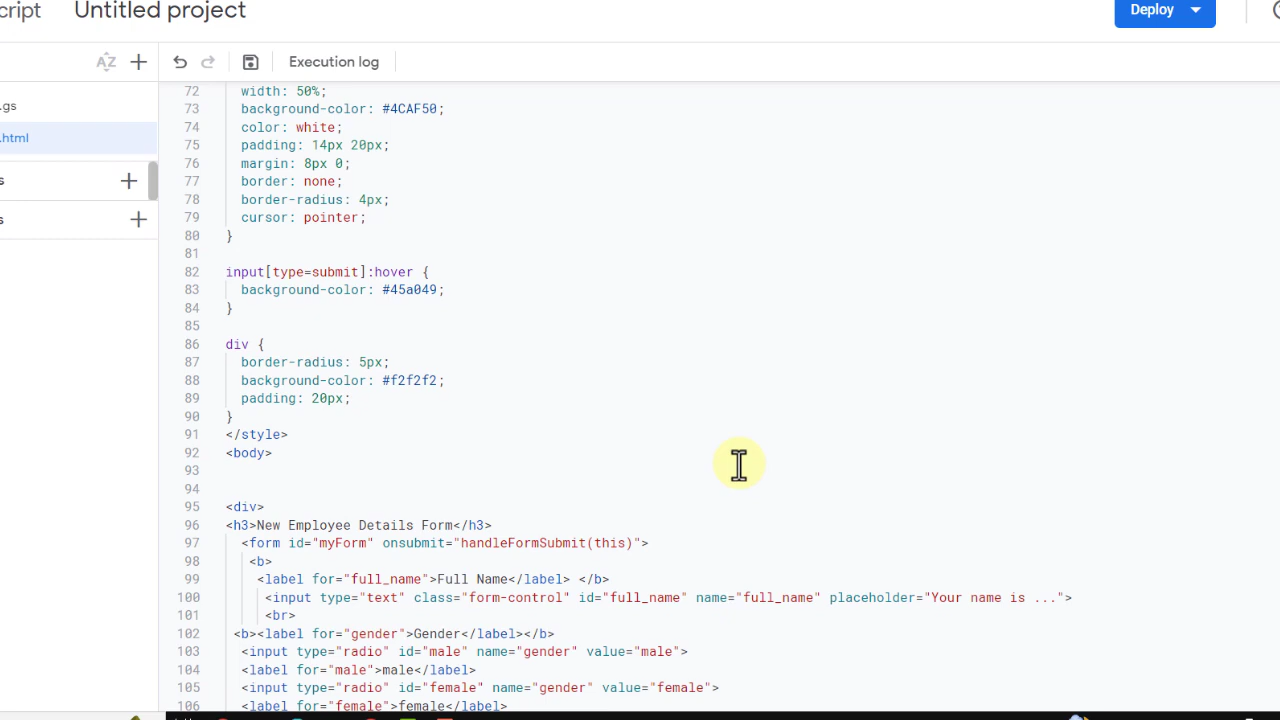 cript Untitled project Deploy
Execution log
.gs
.html
s
s
72 width: 50%;
73 background-color: #4CAF50;
74 color: white;
75 padding: 14px 20px;
76 margin: 8px 0;
77 border: none;
78 border-radius: 4px;
79 cursor: pointer;
80 }
81
82 input[type=submit]:hover {
83 background-color: #45a049;
84 }
85
86 div {
87 border-radius: 5px;
88 background-color: #f2f2f2;
89 padding: 20px;
90 }
91 </style>
92 <body>
93
94
95 <div>
96 <h3>New Employee Details Form</h3>
97 <form id="myForm" onsubmit="handleFormSubmit(this)">
98 <b>
99 <label for="full_name">Full Name</label> </b>
100 <input type="text" class="form-control" id="full_name" name="full_name" placeholder="Your name is ...">
101 <br>
102 <b><label for="gender">Gender</label></b>
103 <input type="radio" id="male" name="gender" value="male">
104 <label for="male">male</label>
105 <input type="radio" id="female" name="gender" value="female">
106 <label for="female">female</label>